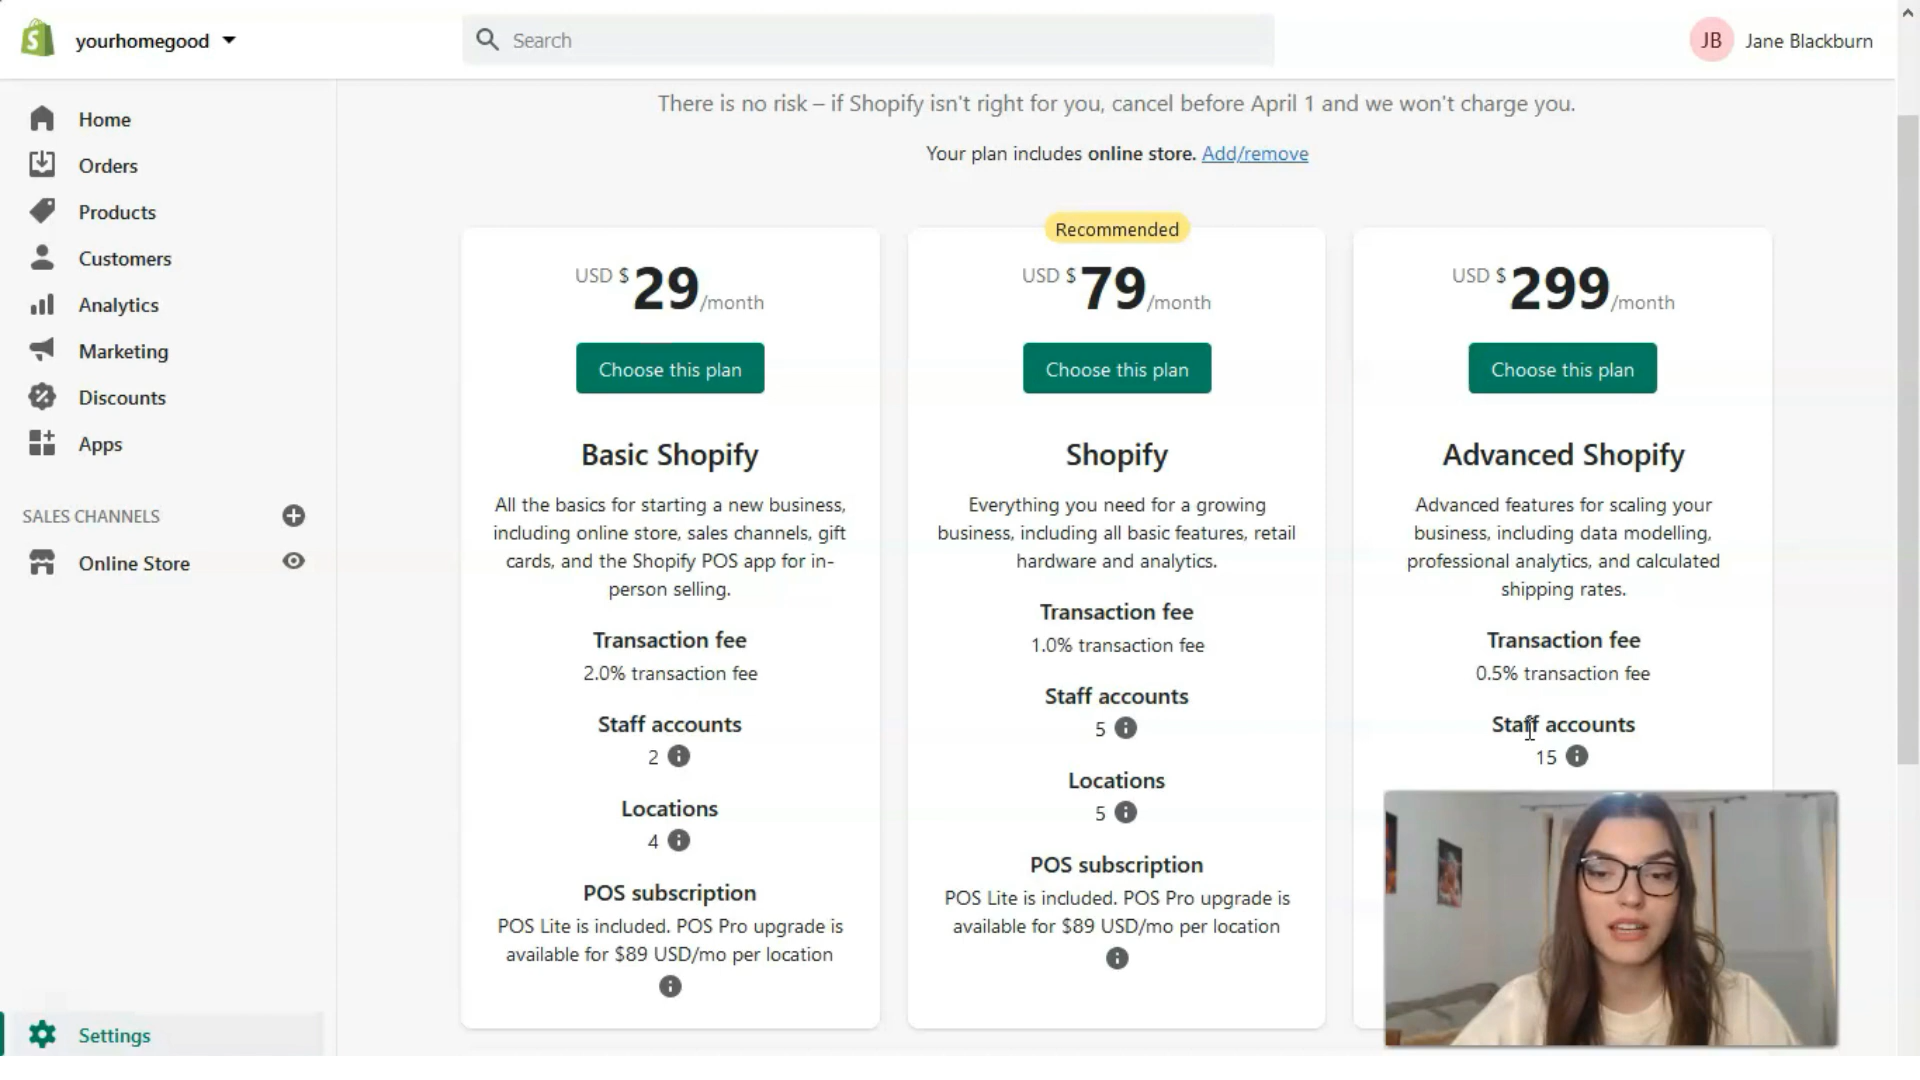 yourhomegood
Search
JB Jane Blackburn
Home
Orders
Products
Customers
Analytics
Marketing
Discounts
Apps
SALES CHANNELS
Online Store
Settings
There is no risk – if Shopify isn't right for you, cancel before April 1 and we won't charge you.
Your plan includes online store. Add/remove
USD $ 29 /month
Choose this plan
Basic Shopify
All the basics for starting a new business,
including online store, sales channels, gift
cards, and the Shopify POS app for in-
person selling.
Transaction fee
2.0% transaction fee
Staff accounts
2
Locations
4
POS subscription
POS Lite is included. POS Pro upgrade is
available for $89 USD/mo per location
Recommended
USD $ 79 /month
Choose this plan
Shopify
Everything you need for a growing
business, including all basic features, retail
hardware and analytics.
Transaction fee
1.0% transaction fee
Staff accounts
5
Locations
5
POS subscription
POS Lite is included. POS Pro upgrade is
available for $89 USD/mo per location
USD $ 299 /month
Choose this plan
Advanced Shopify
Advanced features for scaling your
business, including data modelling,
professional analytics, and calculated
shipping rates.
Transaction fee
0.5% transaction fee
Staff accounts
15